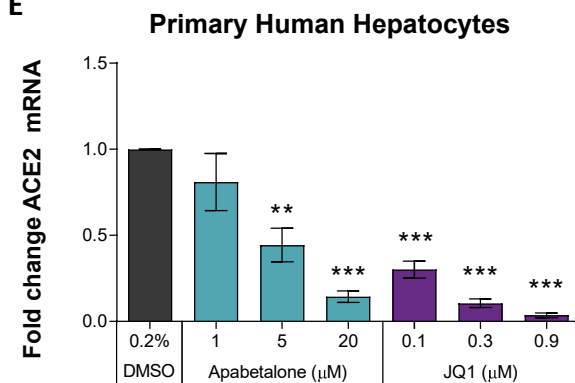 E
Primary Human Hepatocytes
Fold change ACE2 mRNA
1.5
1.0
0.5
0.0
**
***
***
***
***
0.2% 1 5 20 0.1 0.3 0.9
DMSO Apabetalone (μM) JQ1 (μM)